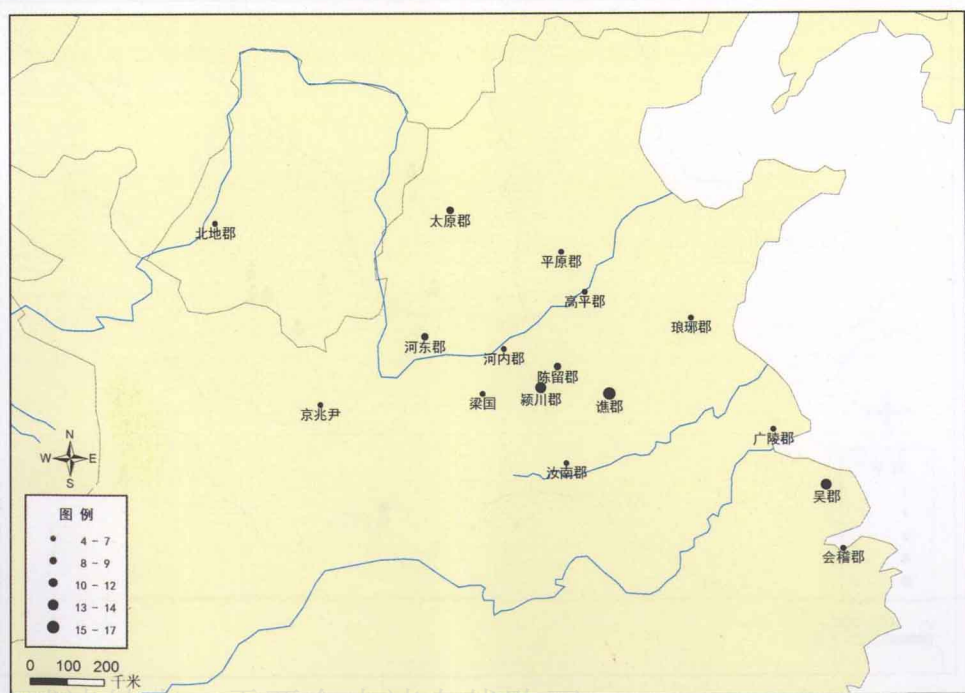 太原郡
北地郡
平原郡
高平郡
琅琊郡
河东郡
河内郡
陈留郡
梁国
颍川郡
谯郡
京兆尹
广陵郡
汝南郡
吴郡
会稽郡
N
W E
S
图 例
4 - 7
8 - 9
10 - 12
13 - 14
15 - 17
0 100 200
千米